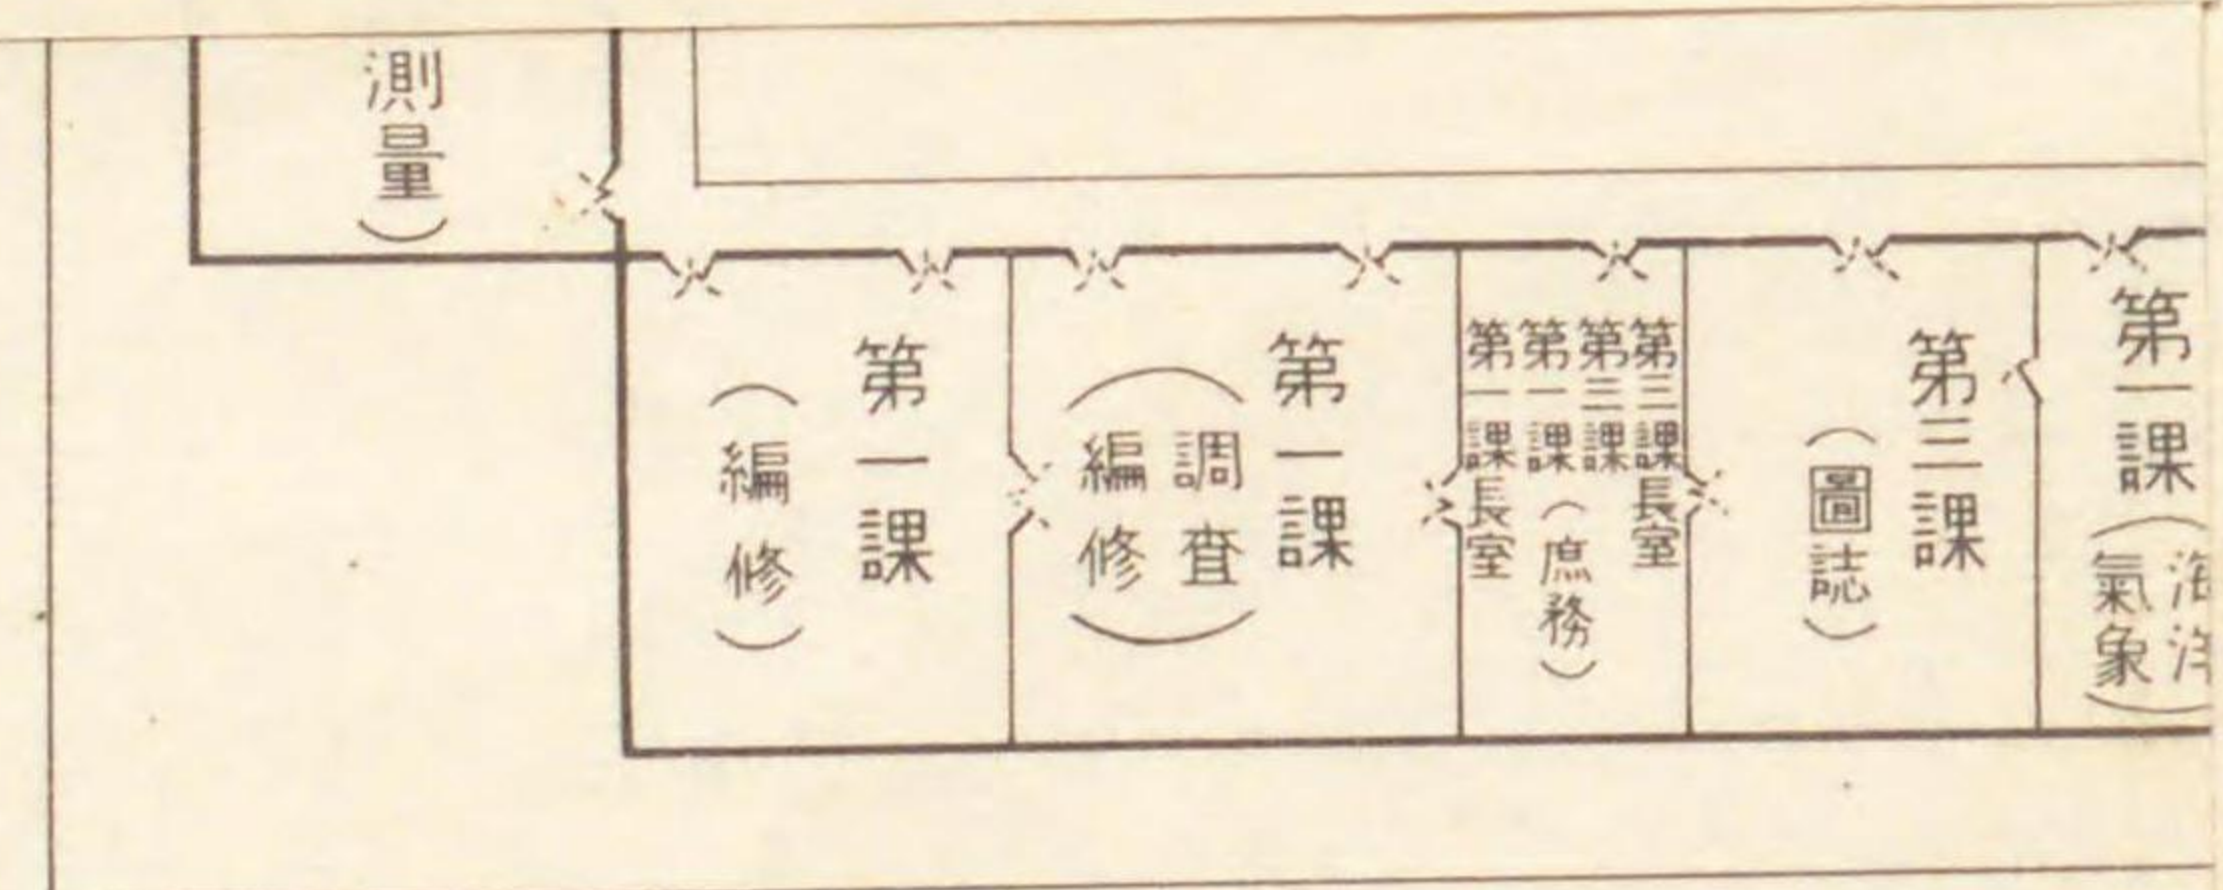 第一課
(海洋
氣象)
第三課
(圖誌)
第三課長室
第三課
第一課(庶務)
第一課長室
第一課
(調査
編修)
第一課
(編修)
測量)